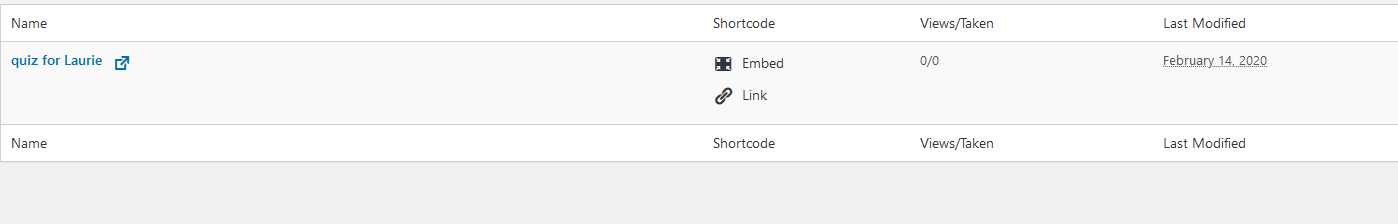 Name Shortcode Views/Taken Last Modified
quiz for Laurie Embed 0/0 February 14, 2020
Link
Name Shortcode Views/Taken Last Modified